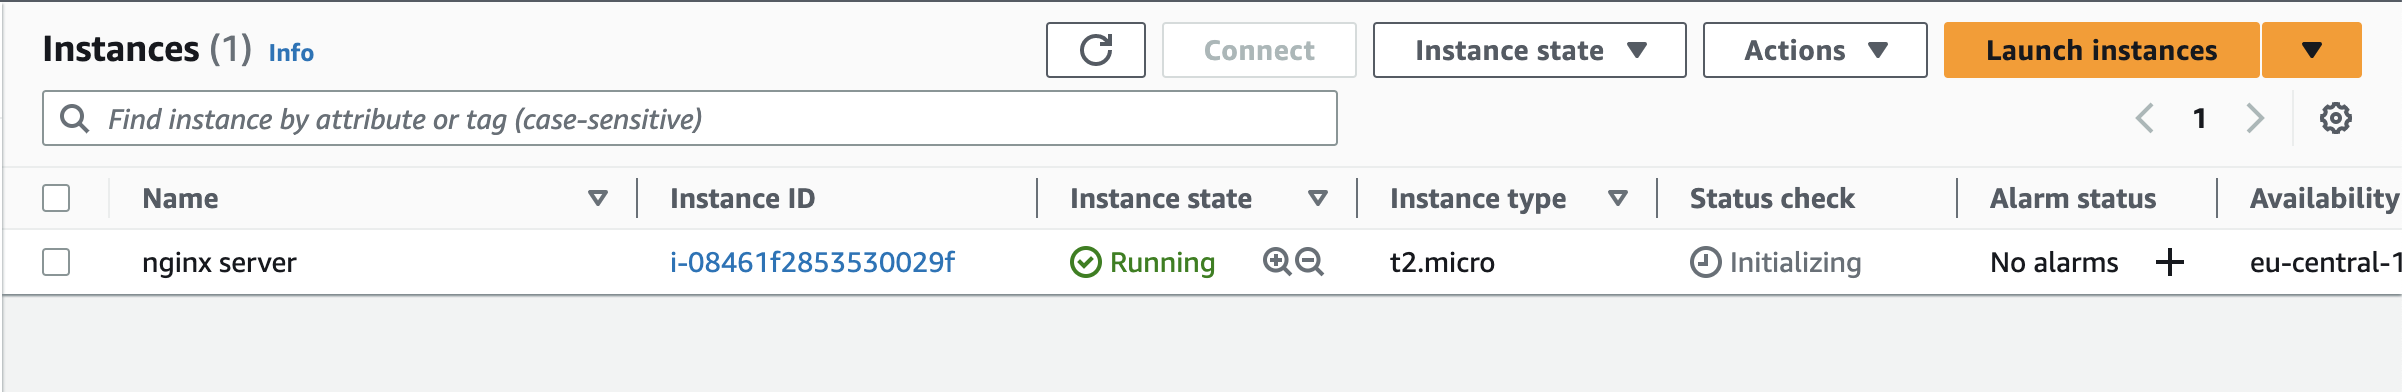 Instances (1) Info Connect Instance state Actions Launch instances
Find instance by attribute or tag (case-sensitive) 1
Name Instance ID Instance state Instance type Status check Alarm status Availability
nginx server i-08461f2853530029f Running t2.micro Initializing No alarms eu-central-1